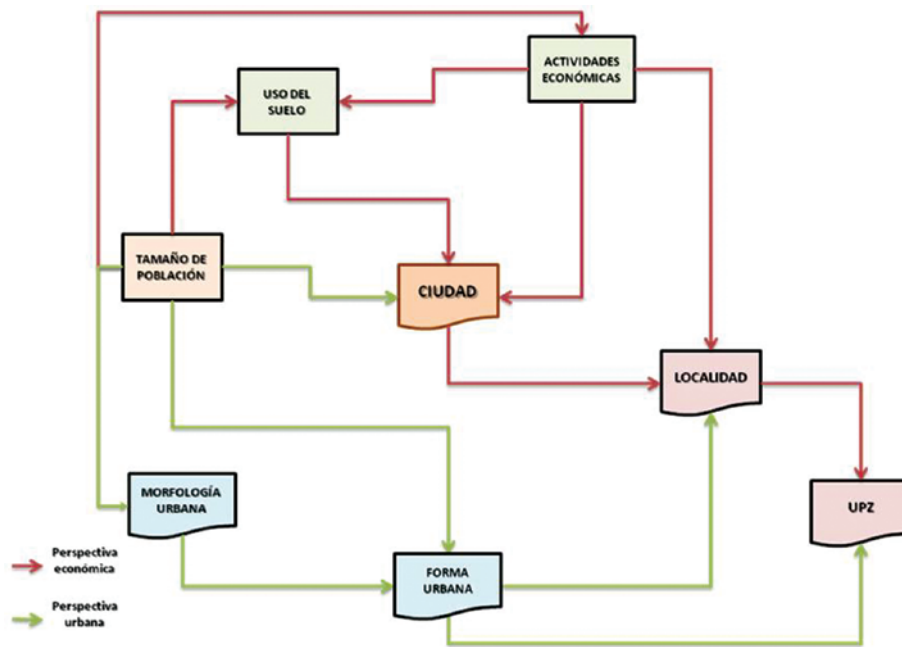 ACTIVIDADES
ECONÓMICAS
USO DEL
SUELO
TAMAÑO DE
POBLACIÓN
CIUDAD
LOCALIDAD
MORFOLOGÍA
URBANA
UPZ
FORMA
URBANA
Perspectiva
económica
Perspectiva
urbana